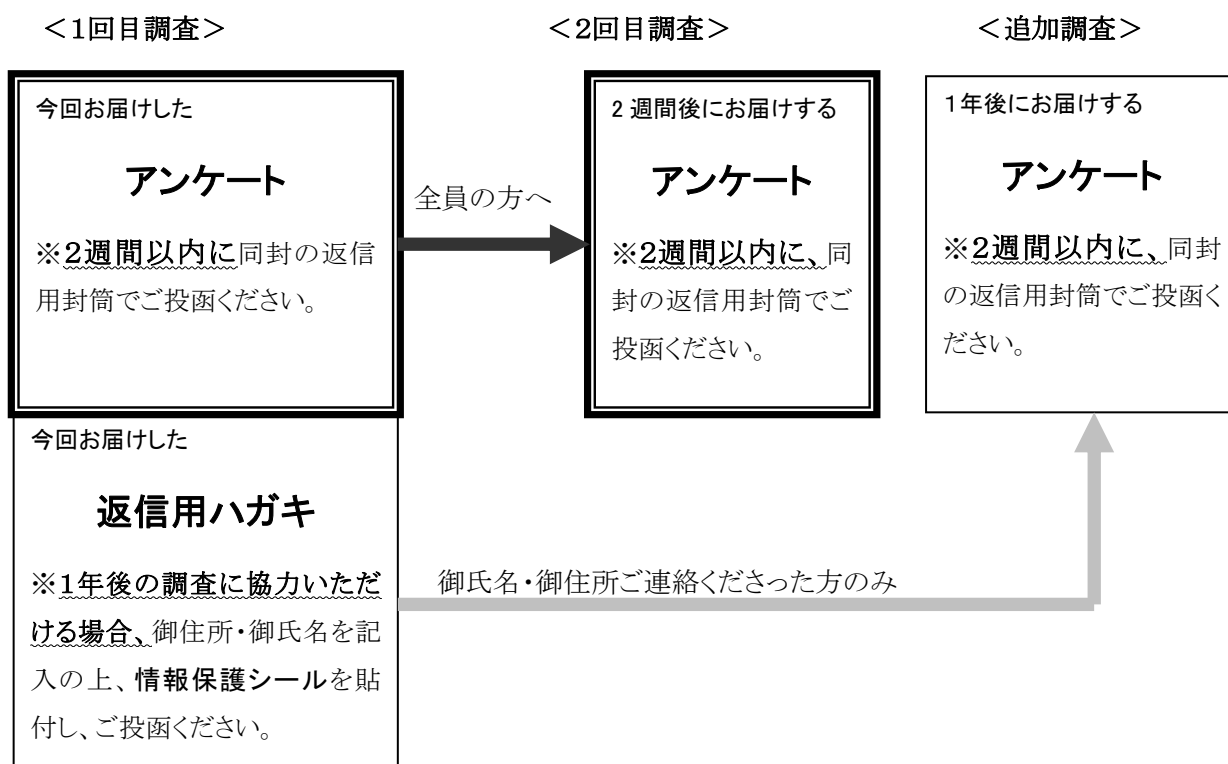 ＜1回目調査＞
＜2回目調査＞
＜追加調査＞
今回お届けした
アンケート
※2週間以内に同封の返信
用封筒でご投函ください。
全員の方へ
2 週間後にお届けする
アンケート
※2週間以内に、同
封の返信用封筒でご
投函ください。
1年後にお届けする
アンケート
※2週間以内に、同封
の返信用封筒でご投函く
ださい。
今回お届けした
返信用ハガキ
※1年後の調査に協力いただ
ける場合、御住所・御氏名を記
入の上、情報保護シールを貼
付し、ご投函ください。
御氏名・御住所ご連絡くださった方のみ